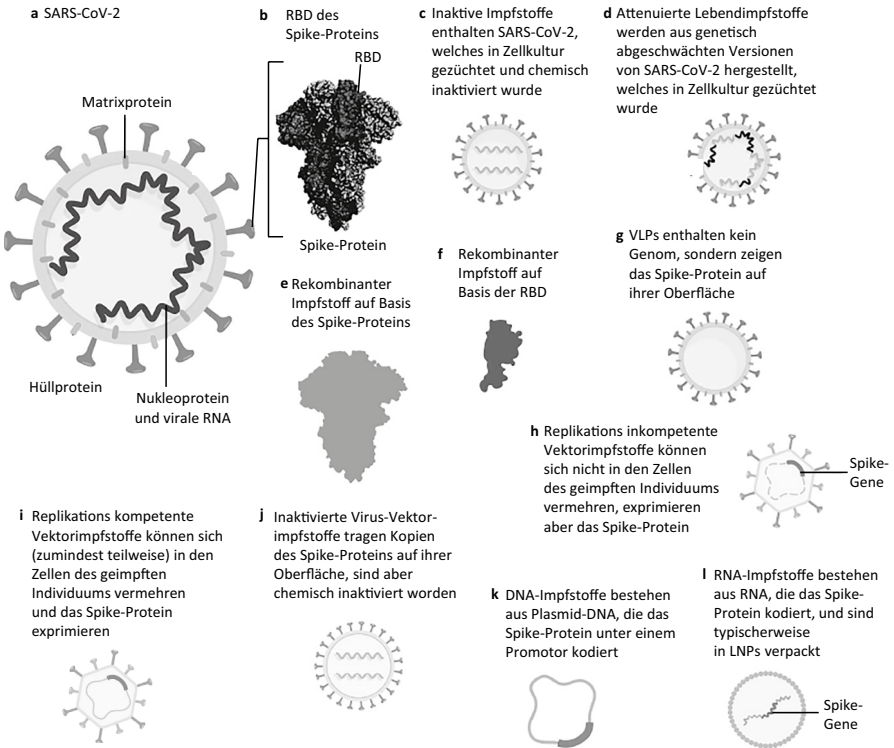 a SARS-CoV-2
Matrixprotein
Hüllprotein
Nukleoprotein
und virale RNA
b RBD des
Spike-Proteins
RBD
Spike-Protein
c Inaktive Impfstoffe
enthalten SARS-CoV-2,
welches in Zellkultur
gezüchtet und chemisch
inaktiviert wurde
d Attenuierte Lebendimpfstoffe
werden aus genetisch
abgeschwächten Versionen
von SARS-CoV-2 hergestellt,
welches in Zellkultur gezüchtet
wurde
e Rekombinanter
Impfstoff auf Basis
des Spike-Proteins
f Rekombinanter
Impfstoff auf
Basis der RBD
g VLPs enthalten kein
Genom, sondern zeigen
das Spike-Protein auf
ihrer Oberfläche
h Replikations inkompetente
Vektorimpfstoffe können
sich nicht in den Zellen
des geimpften Individuums
vermehren, exprimieren
aber das Spike-Protein
Spike-
Gene
i Replikations kompetente
Vektorimpfstoffe können sich
(zumindest teilweise) in den
Zellen des geimpften
Individuums vermehren
und das Spike-Protein
exprimieren
j Inaktivierte Virus-Vektor-
impfstoffe tragen Kopien
des Spike-Proteins auf ihrer
Oberfläche, sind aber
chemisch inaktiviert worden
k DNA-Impfstoffe bestehen
aus Plasmid-DNA, die das
Spike-Protein unter einem
Promotor kodiert
l RNA-Impfstoffe bestehen
aus RNA, die das Spike-
Protein kodiert, und sind
typischerweise
in LNPs verpackt
Spike-
Gene